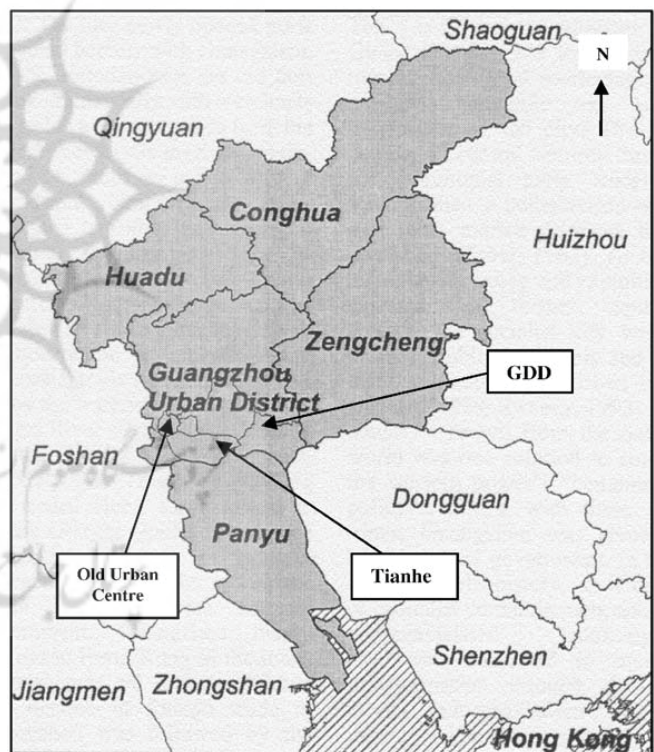 Shaoguan
N
Qingyuan
Conghua
Huizhou
Huadu
Zengcheng
Guangzhou
Urban District
GDD
Foshan
Dongguan
Panyu
Old Urban
Centre
Tianhe
Shenzhen
Jiangmen
Zhongshan
Hong Kong